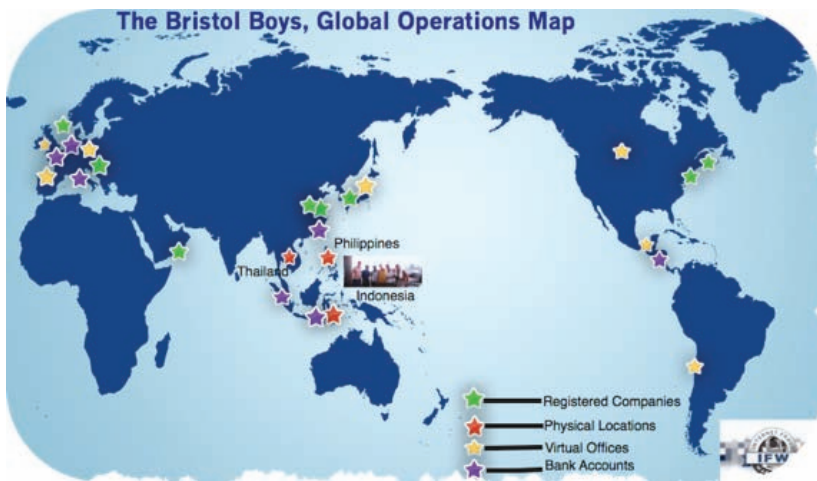 The Bristol Boys, Global Operations Map
Philippines
Thailand
Indonesia
Registered Companies
Physical Locations
Virtual Offices
Bank Accounts
IFW